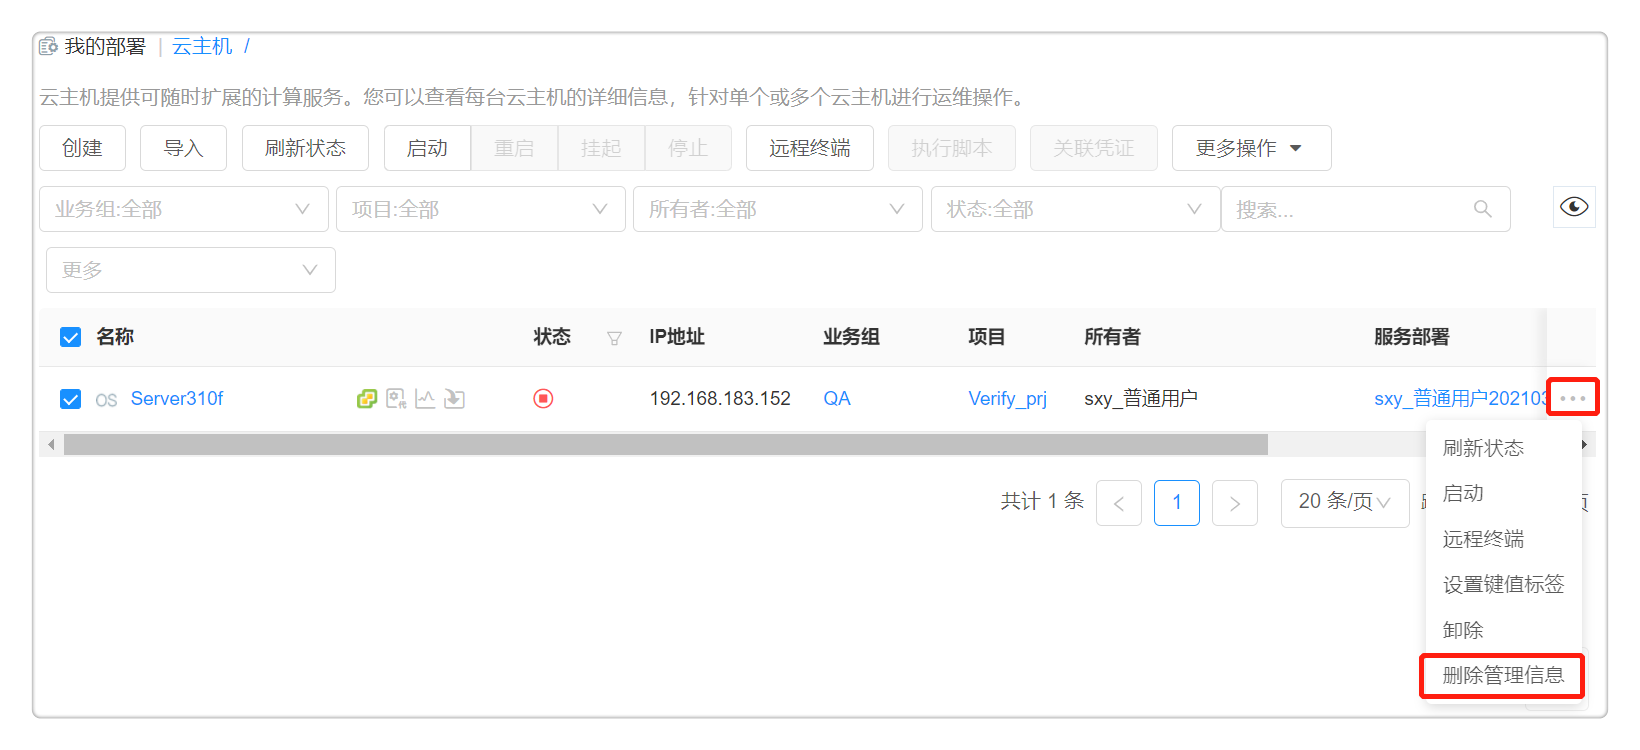 我的部署 | 云主机 /
云主机提供可随时扩展的计算服务。您可以查看每台云主机的详细信息，针对单个或多个云主机进行运维操作。
创建 导入 刷新状态 启动 重启 挂起 停止 远程终端 执行脚本 关联凭证 更多操作
业务组:全部 项目:全部 所有者:全部 状态:全部 搜索...
更多
名称 状态 IP地址 业务组 项目 所有者 服务部署
OS Server310f 192.168.183.152 QA Verify_prj sxy_普通用户 sxy_普通用户202103
共计 1 条 < 1 > 20 条/页 页
刷新状态
启动
远程终端
设置键值标签
卸除
删除管理信息